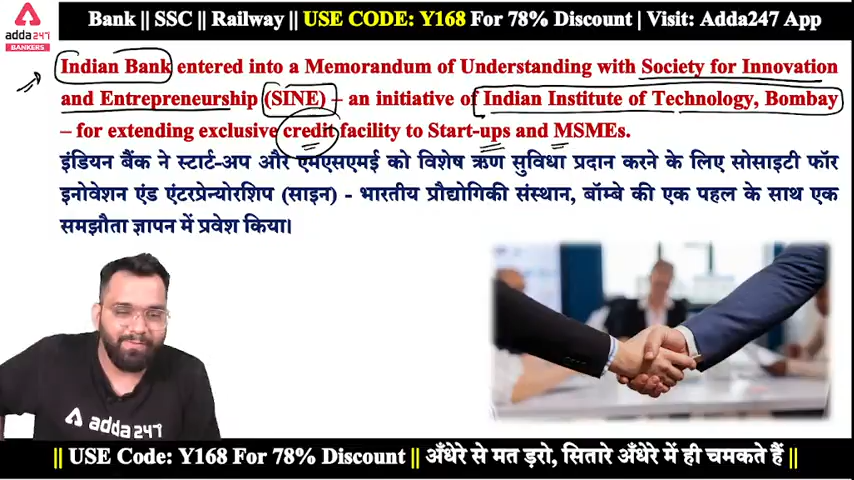 Bank || SSC || Railway || USE CODE: Y168 For 78% Discount | Visit: Adda247 App
adda247
BANKERS
Indian Bank entered into a Memorandum of Understanding with Society for Innovation
and Entrepreneurship (SINE) – an initiative of Indian Institute of Technology, Bombay
– for extending exclusive credit facility to Start-ups and MSMEs.
इंडियन बैंक ने स्टार्ट-अप और एमएसएमई को विशेष ऋण सुविधा प्रदान करने के लिए सोसाइटी फॉर
इनोवेशन एंड एंटरप्रेन्योरशिप (साइन) - भारतीय प्रौद्योगिकी संस्थान, बॉम्बे की एक पहल के साथ एक
समझौता ज्ञापन में प्रवेश किया।
adda247
|| USE Code: Y168 For 78% Discount || अँधेरे से मत डरो, सितारे अँधेरे में ही चमकते हैं ||